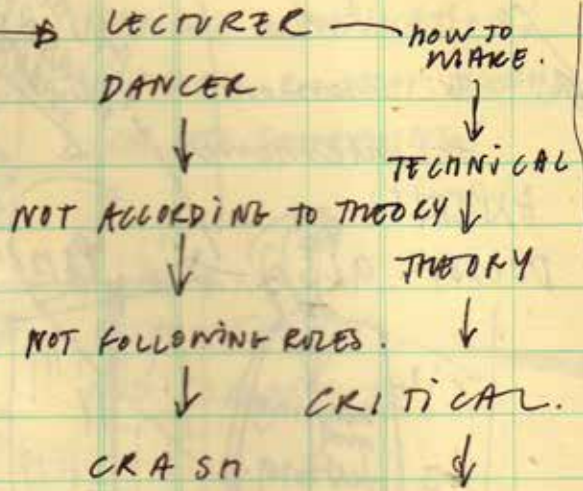 LECTURER
HOW TO
MAKE.
DANCER
TECHNICAL
NOT ACCORDING TO THEORY
THEORY
NOT FOLLOWING RULES.
CRITICAL.
CRASH